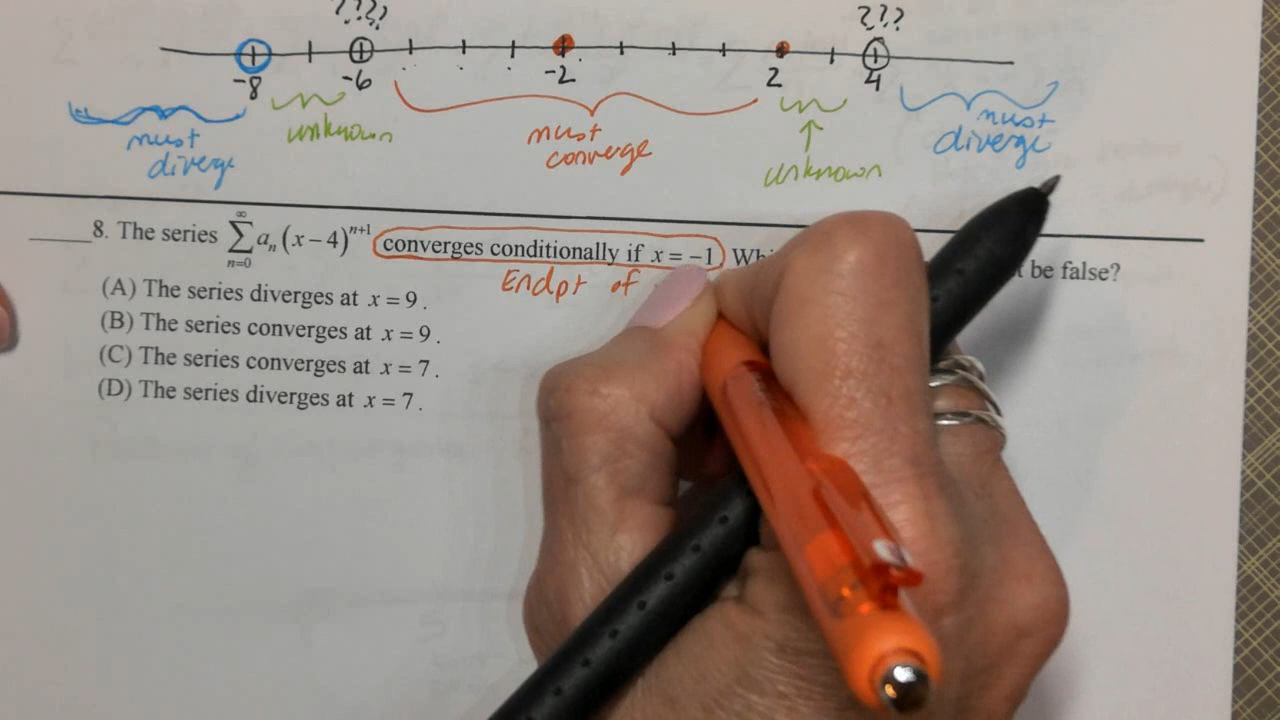 ???? ???
-8 -6 -2 2 4
must diverge unknown must converge unknown must diverge
8. The series \sum_{n=0}^{∞} a_n (x-4)^{n+1} converges conditionally if x = -1 be false?
Endpt of
(A) The series diverges at x = 9.
(B) The series converges at x = 9.
(C) The series converges at x = 7.
(D) The series diverges at x = 7.